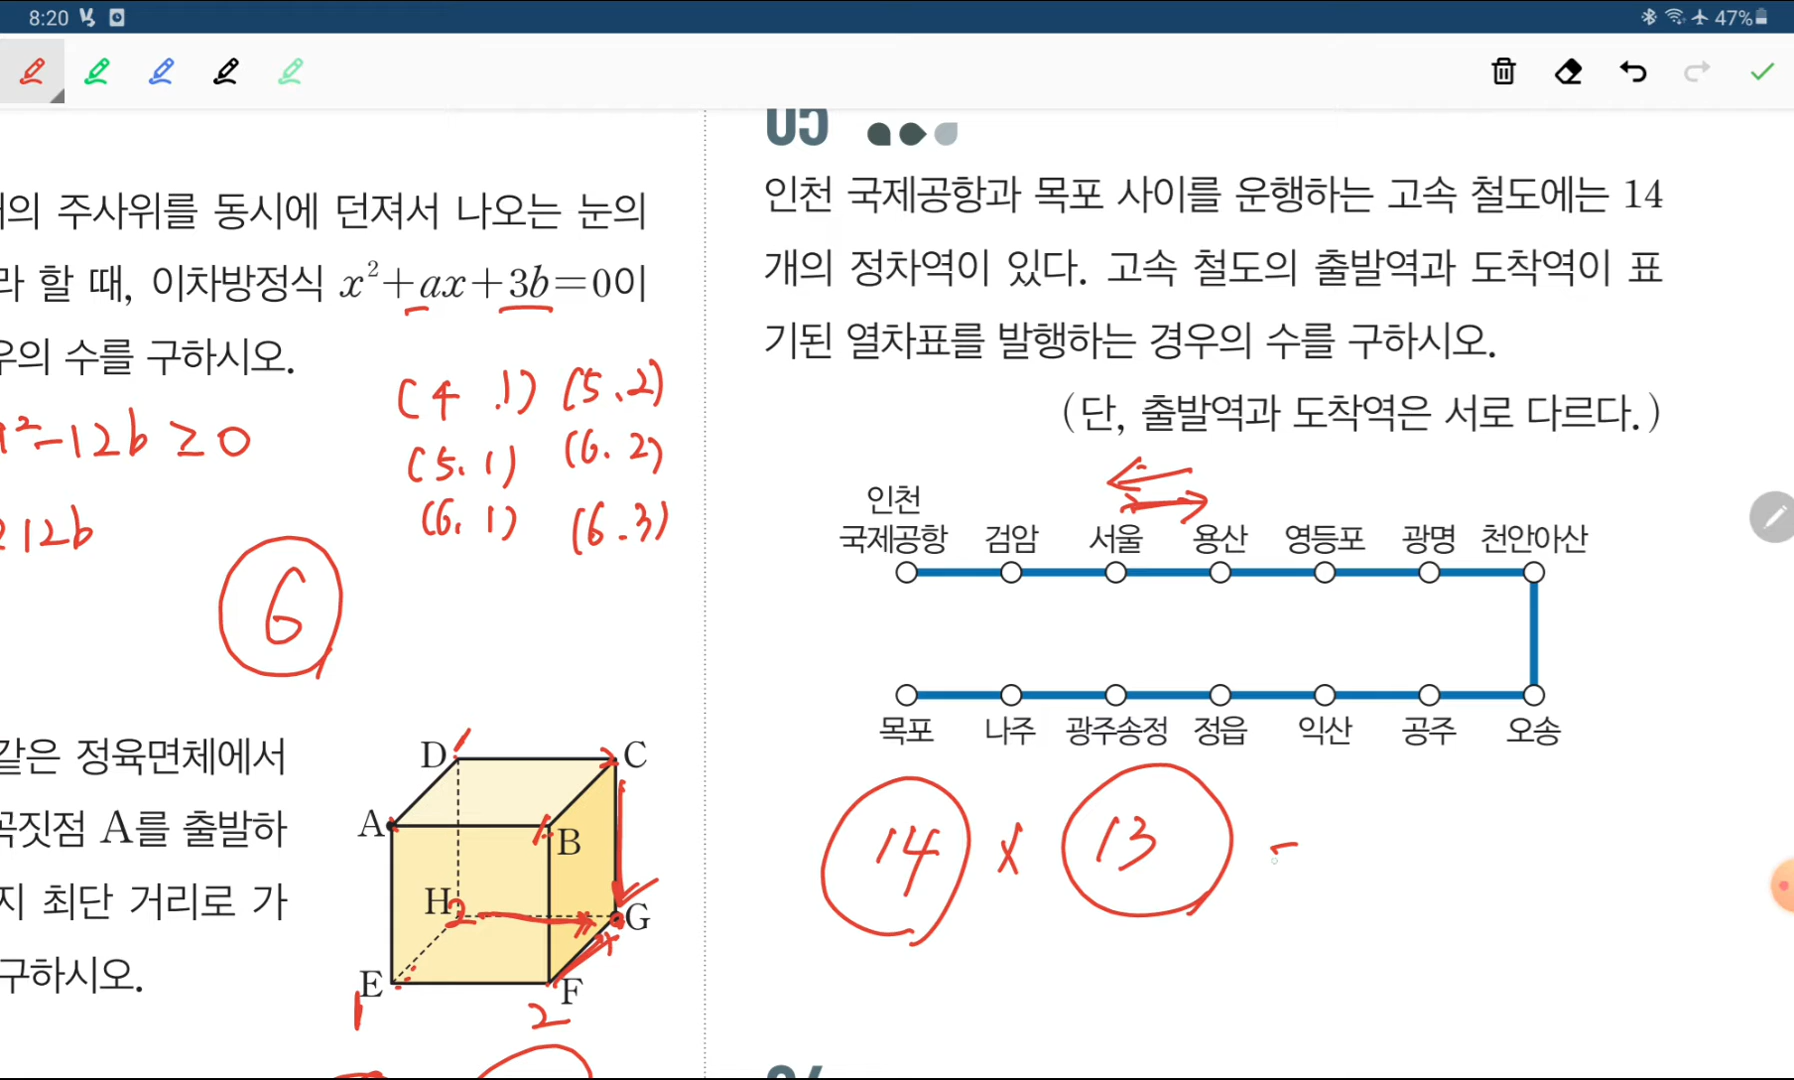 8:20
47%
의 주사위를 동시에 던져서 나오는 눈의
라 할 때, 이차방정식 x²+ax+3b=0이
우의 수를 구하시오.
(4.1) (5.2)
²-12b ≥ 0
(5.1) (6.2)
(6.1) (6.3)
12b
6
같은 정육면체에서
꼭짓점 A를 출발하
지 최단 거리로 가
구하시오.
D C
A B
H G
E F
1 1
2
1 2
05
인천 국제공항과 목포 사이를 운행하는 고속 철도에는 14
개의 정차역이 있다. 고속 철도의 출발역과 도착역이 표
기된 열차표를 발행하는 경우의 수를 구하시오.
(단, 출발역과 도착역은 서로 다르다.)
인천
국제공항 검암 서울 용산 영등포 광명 천안아산
목포 나주 광주송정 정읍 익산 공주 오송
14 x 13 -